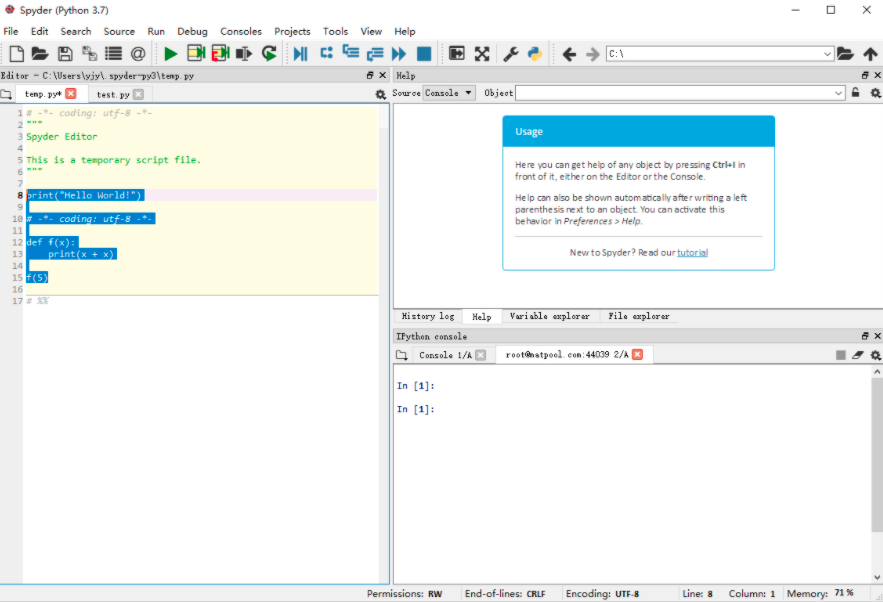 Spyder (Python 3.7)
File Edit Search Source Run Debug Consoles Projects Tools View Help
C:\
Editor - C:\Users\yjy\.spyder-py3\temp.py
temp.py* test.py
1 # -*- coding: utf-8 -*-
2 """
3 Spyder Editor
4
5 This is a temporary script file.
6 """
7
8 print("Hello World!")
9
10 # -*- coding: utf-8 -*-
11
12 def f(x):
13     print(x + x)
14
15 f(5)
16
17 # %%
Help
Source Console Object
Usage
Here you can get help of any object by pressing Ctrl+I in
front of it, either on the Editor or the Console.
Help can also be shown automatically after writing a left
parenthesis next to an object. You can activate this
behavior in Preferences > Help.
New to Spyder? Read our tutorial
History log Help Variable explorer File explorer
IPython console
Console 1/A root@natpool.com:44039 2/A
In [1]:
In [1]:
Permissions: RW End-of-lines: CRLF Encoding: UTF-8 Line: 8 Column: 1 Memory: 71 %